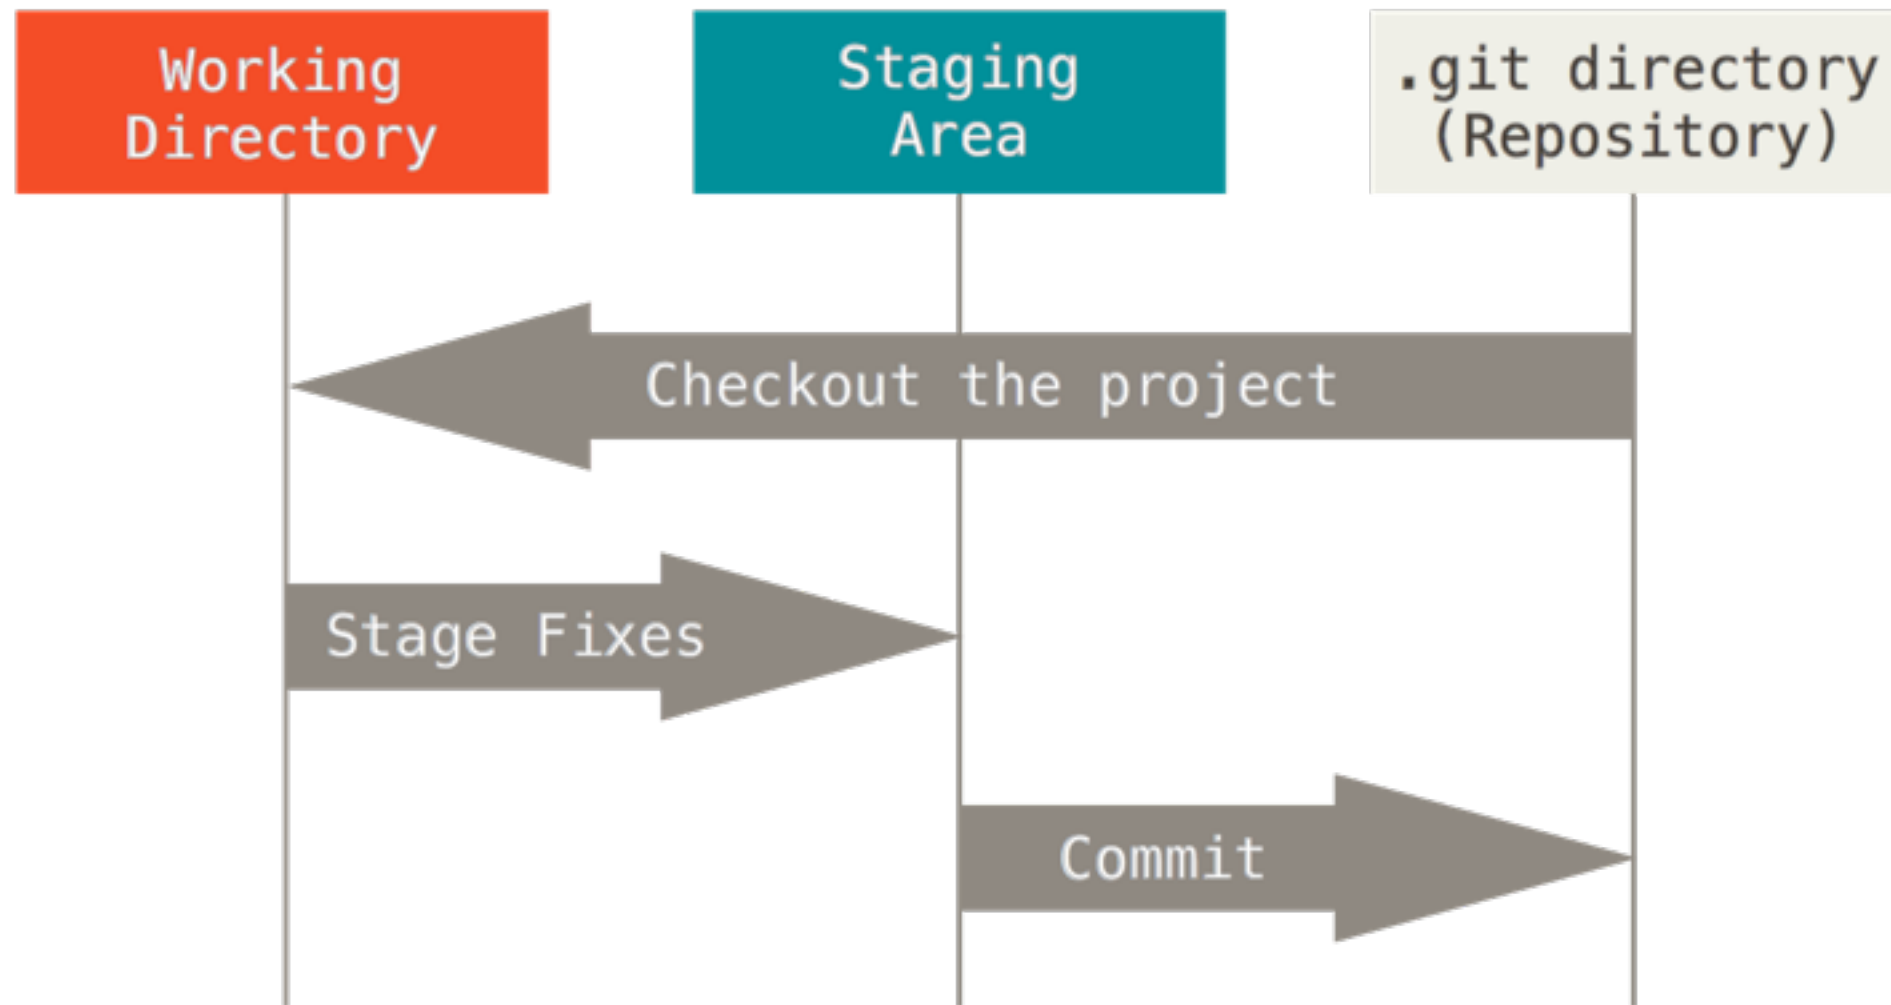 Working
Directory
Staging
Area
.git directory
(Repository)
Checkout the project
Stage Fixes
Commit